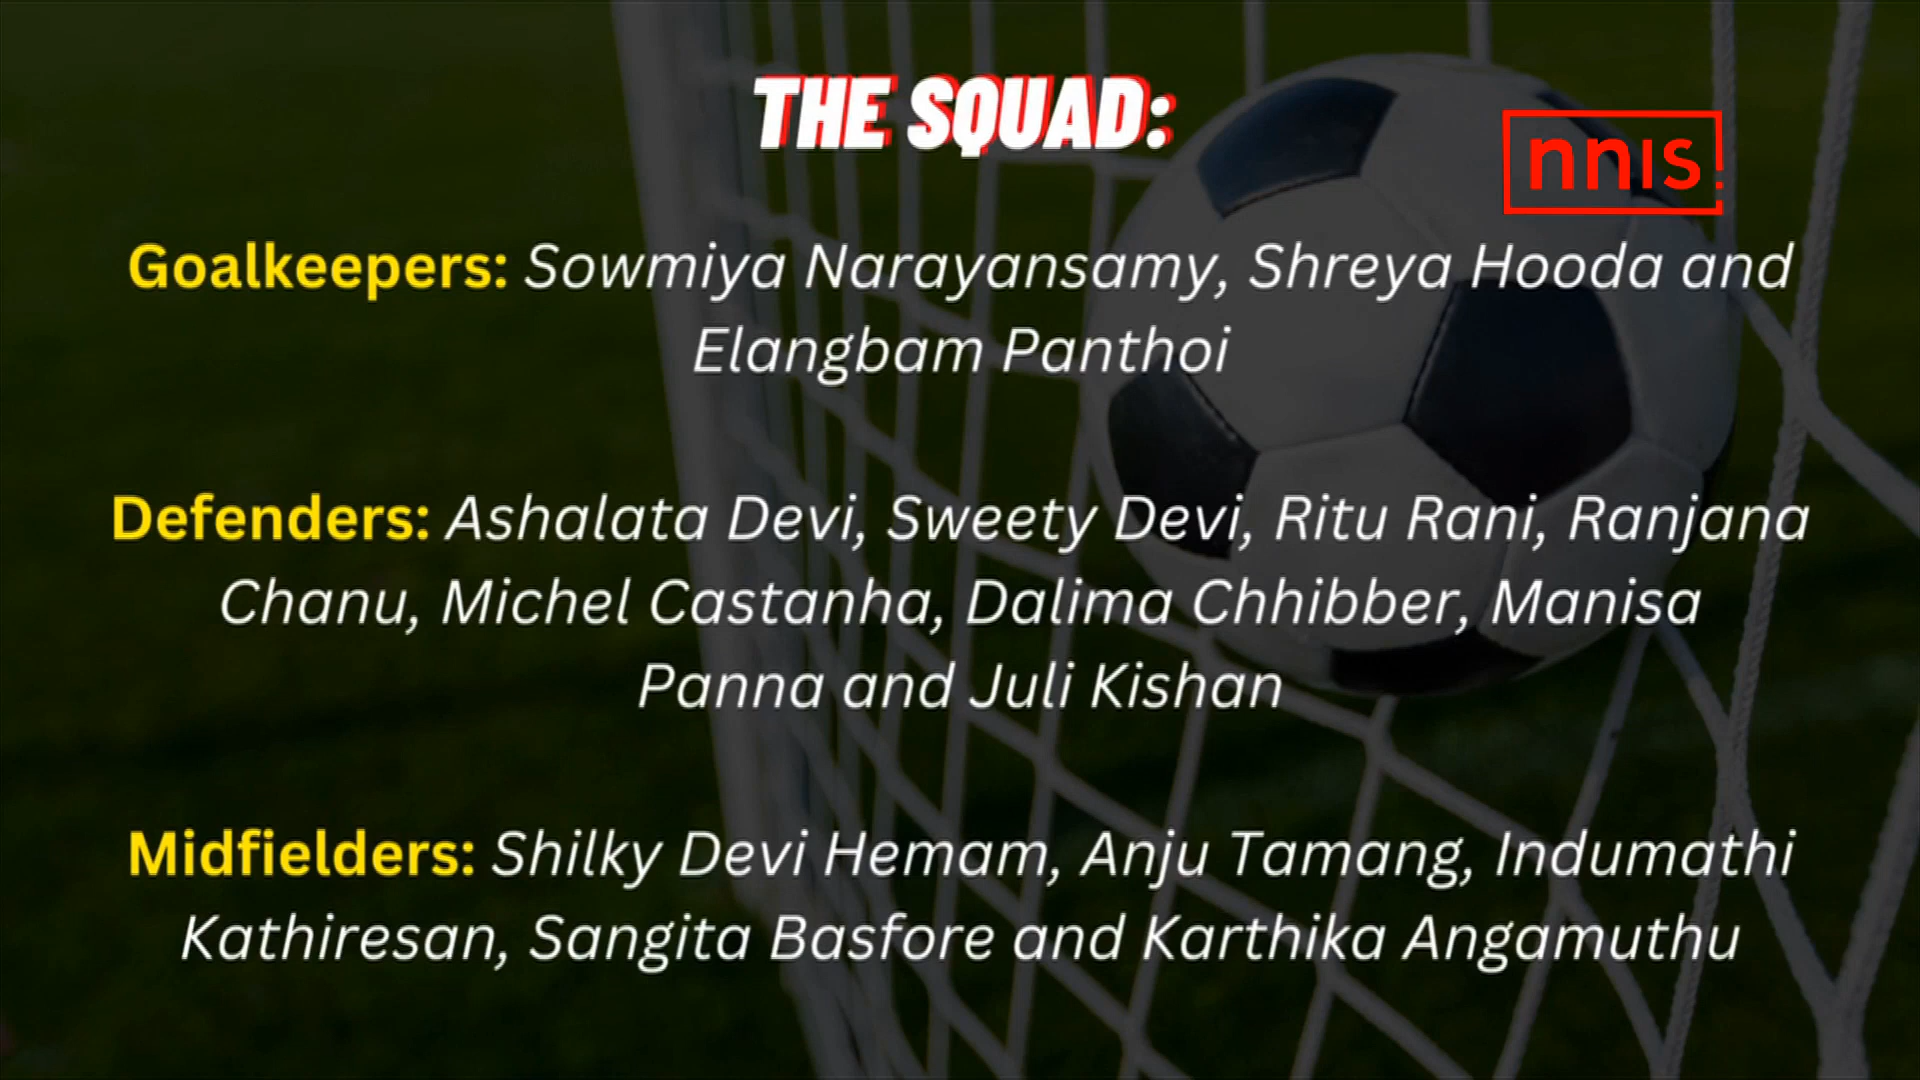 THE SQUAD:
nnis
Goalkeepers: Sowmiya Narayansamy, Shreya Hooda and
Elangbam Panthoi
Defenders: Ashalata Devi, Sweety Devi, Ritu Rani, Ranjana
Chanu, Michel Castanha, Dalima Chhibber, Manisa
Panna and Juli Kishan
Midfielders: Shilky Devi Hemam, Anju Tamang, Indumathi
Kathiresan, Sangita Basfore and Karthika Angamuthu